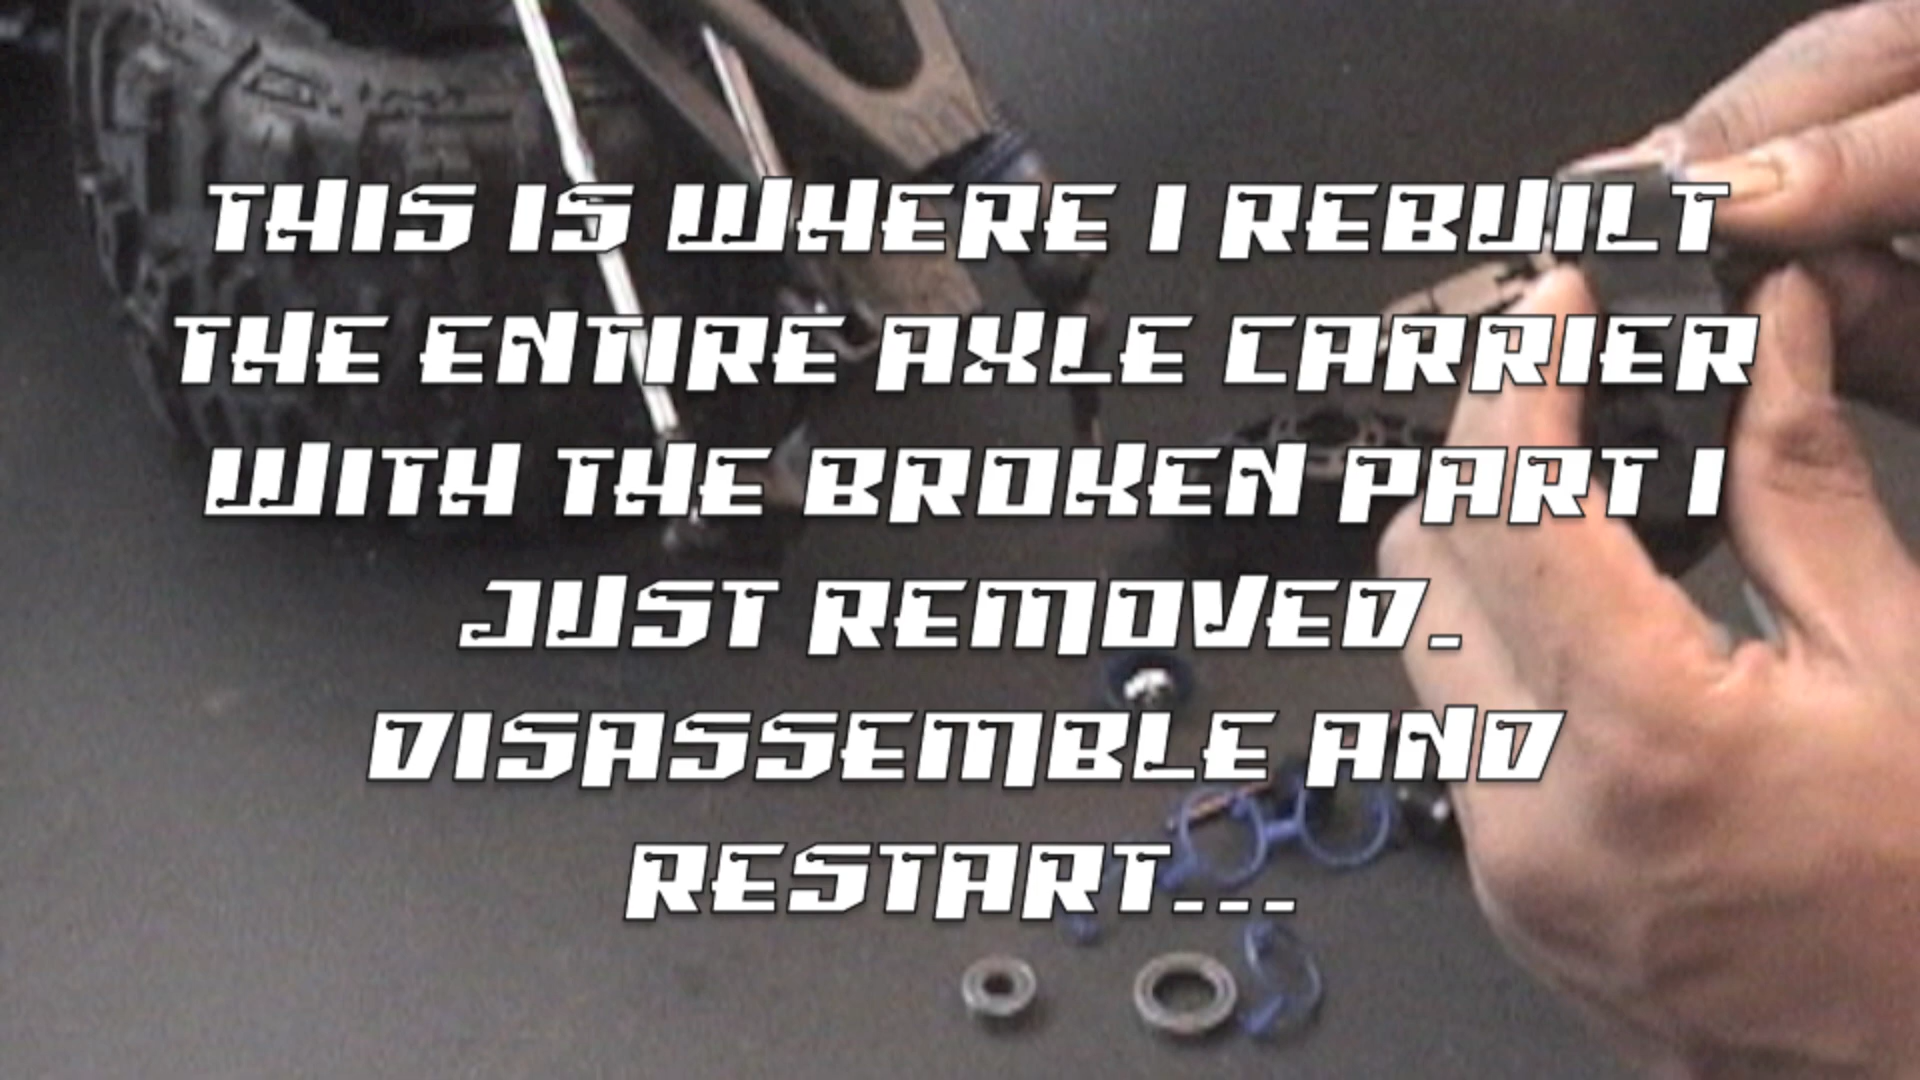 THIS IS WHERE I REBUILT
THE ENTIRE AXLE CARRIER
WITH THE BROKEN PART I
JUST REMOVED.
DISASSEMBLE AND
RESTART...